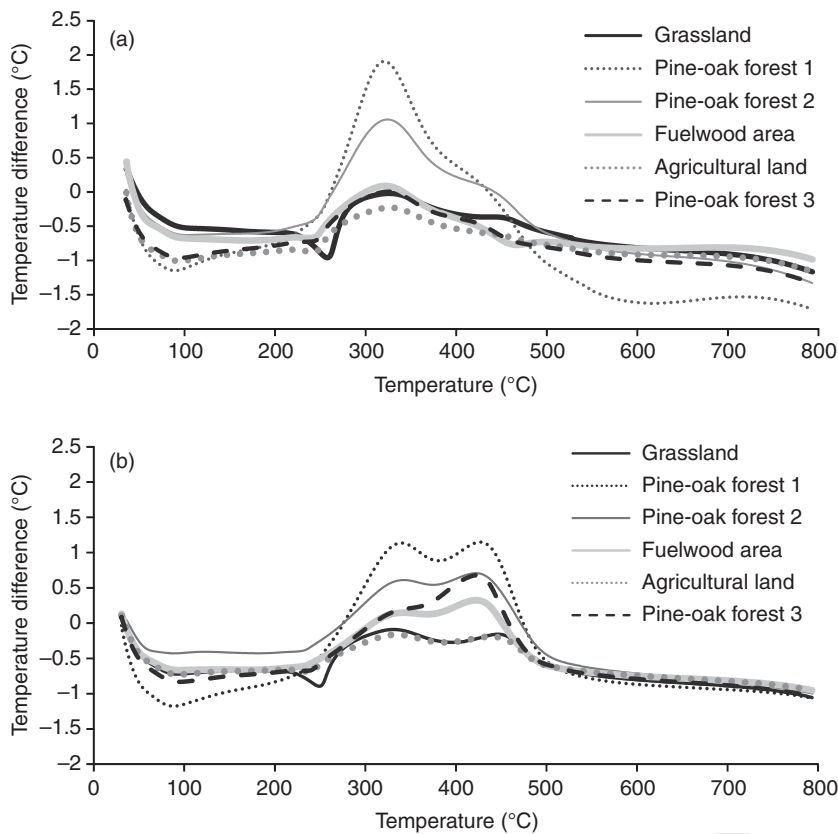 (a)
Temperature difference (°C)
2.5
2
1.5
1
0.5
0
–0.5
–1
–1.5
–2
0 100 200 300 400 500 600 700 800
Temperature (°C)
Grassland
Pine-oak forest 1
Pine-oak forest 2
Fuelwood area
Agricultural land
Pine-oak forest 3
(b)
Temperature difference (°C)
2.5
2
1.5
1
0.5
0
–0.5
–1
–1.5
–2
0 100 200 300 400 500 600 700 800
Temperature (°C)
Grassland
Pine-oak forest 1
Pine-oak forest 2
Fuelwood area
Agricultural land
Pine-oak forest 3